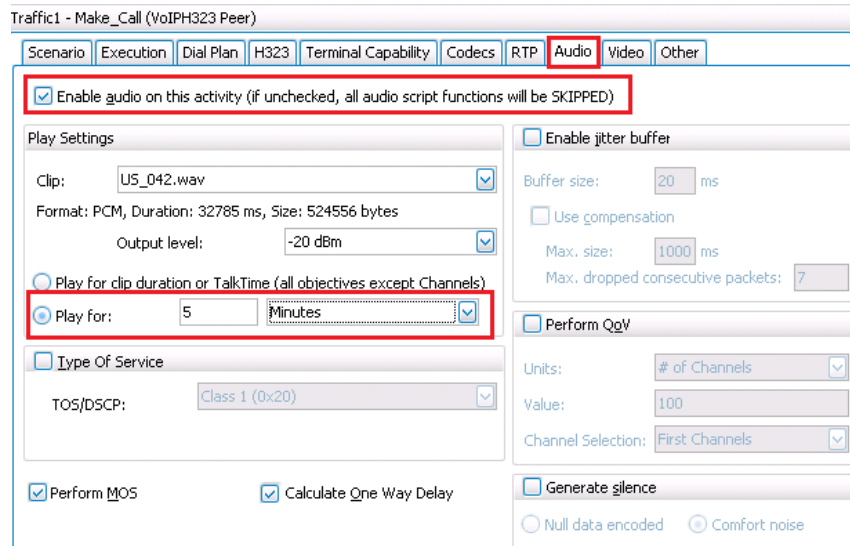 Traffic1 - Make_Call (VoIPH323 Peer)
Scenario Execution Dial Plan H323 Terminal Capability Codecs RTP Audio Video Other
Enable audio on this activity (if unchecked, all audio script functions will be SKIPPED)
Play Settings
Clip: US_042.wav
Format: PCM, Duration: 32785 ms, Size: 524556 bytes
Output level: -20 dBm
Play for clip duration or TalkTime (all objectives except Channels)
Play for: 5 Minutes
Type Of Service
TOS/DSCP: Class 1 (0x20)
Perform MOS Calculate One Way Delay
Enable jitter buffer
Buffer size: 20 ms
Use compensation
Max. size: 1000 ms
Max. dropped consecutive packets: 7
Perform QoV
Units: # of Channels
Value: 100
Channel Selection: First Channels
Generate silence
Null data encoded Comfort noise